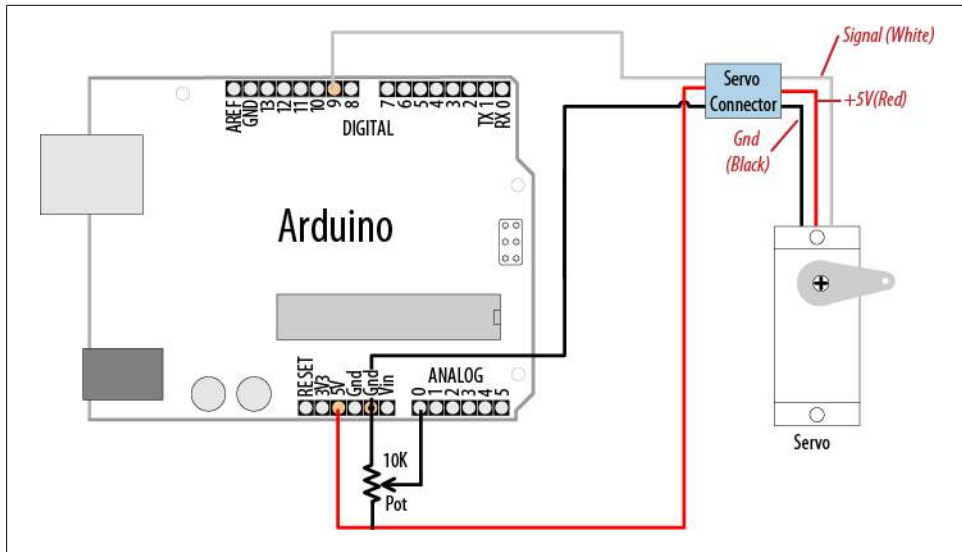 Signal (White)
Servo
Connector
+5V(Red)
Gnd
(Black)
AREF
GND
13
12
11
10
9
8
7
6
5
4
3
2
TX 1
RX 0
DIGITAL
Arduino
RESET
3V3
5V
Gnd
Gnd
Vin
ANALOG
0
1
2
3
4
5
10K
Pot
Servo